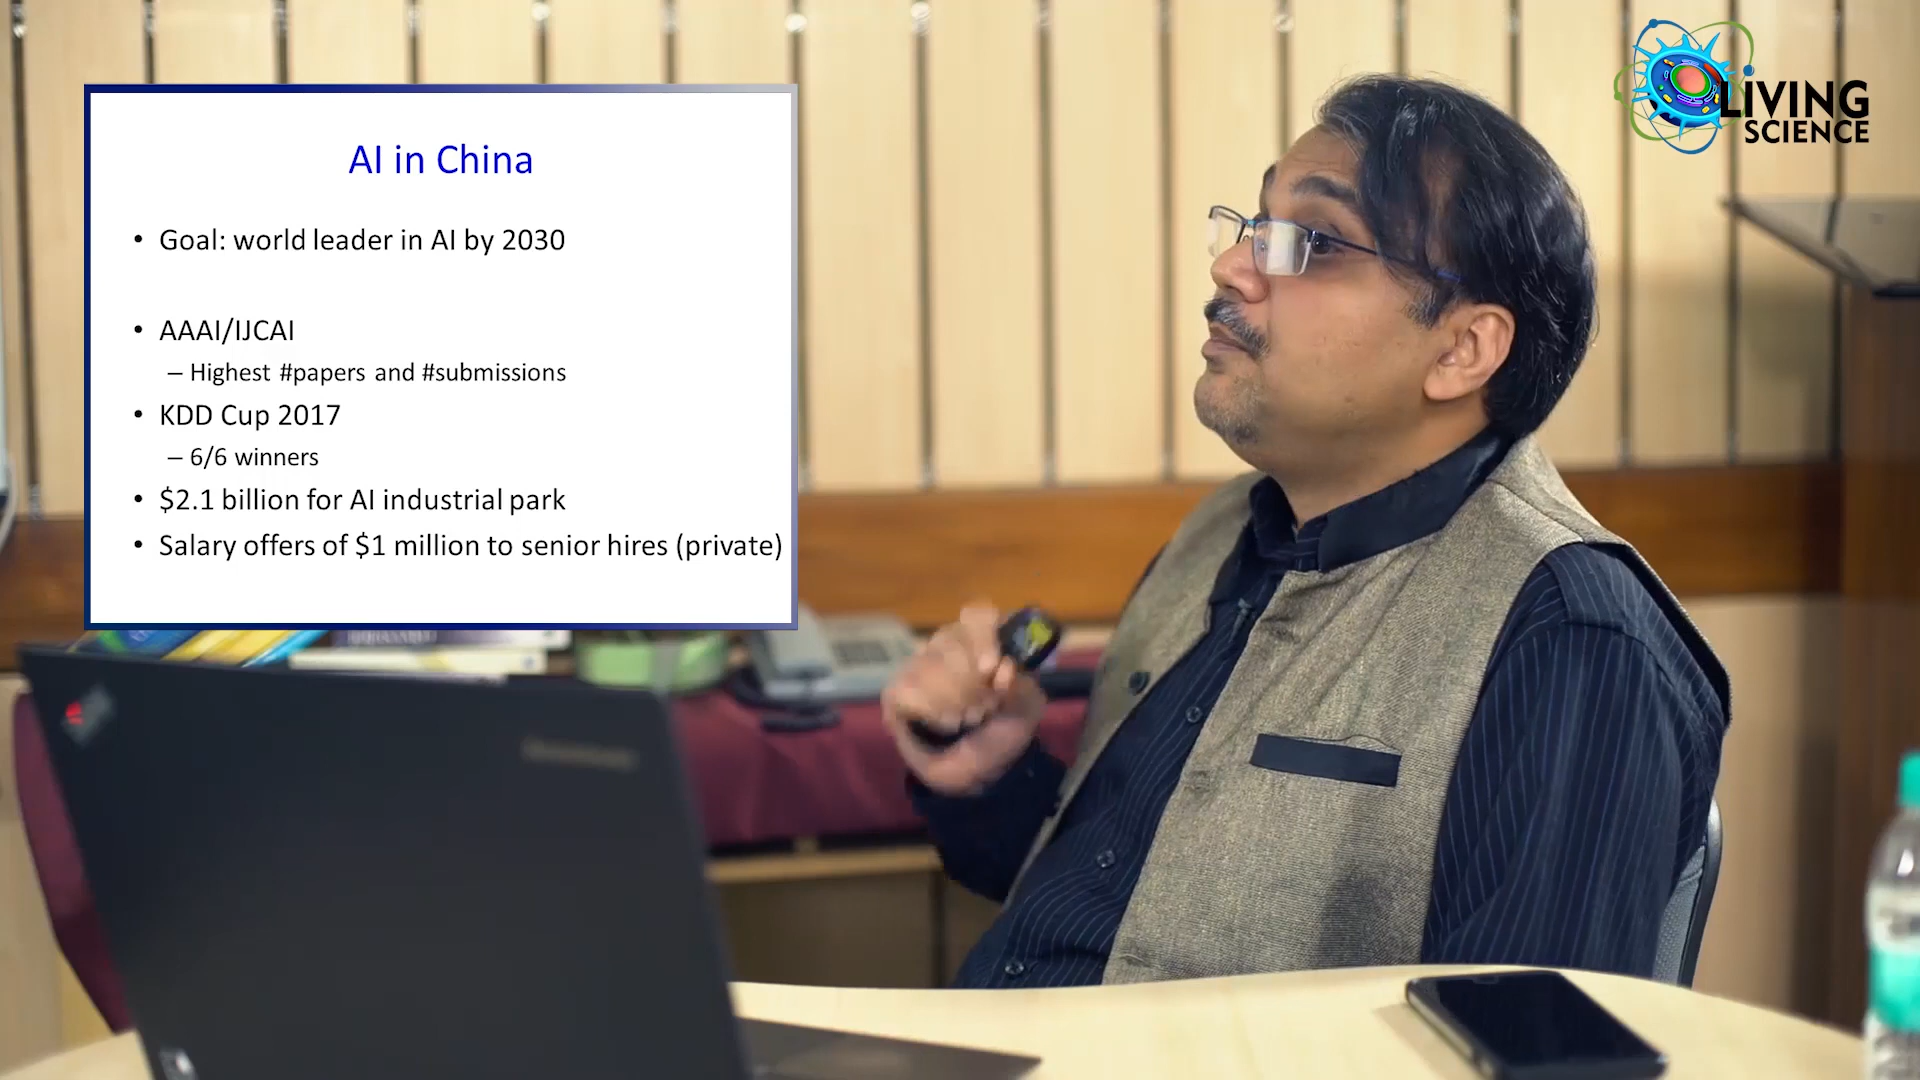 AI in China
• Goal: world leader in AI by 2030
• AAAI/IJCAI
– Highest #papers and #submissions
• KDD Cup 2017
– 6/6 winners
• $2.1 billion for AI industrial park
• Salary offers of $1 million to senior hires (private)
LIVING
SCIENCE